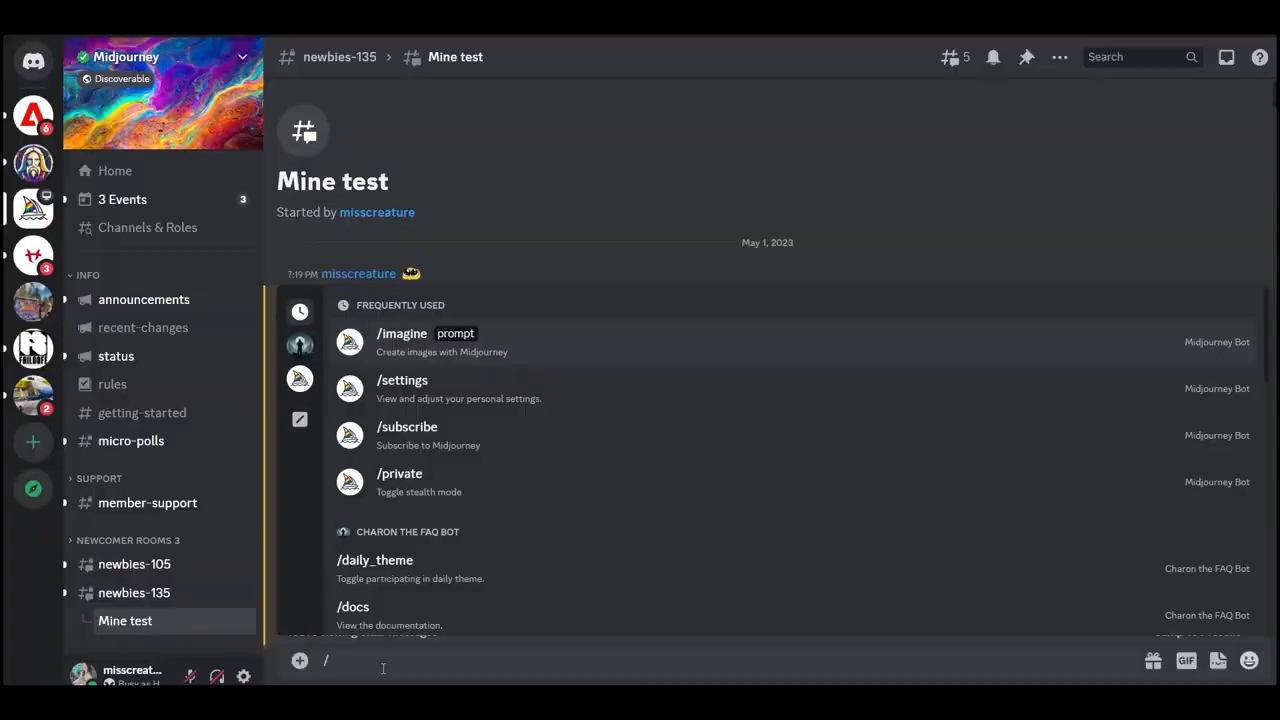 Midjourney
Discoverable
Home
3 Events
3
Channels & Roles
INFO
announcements
recent-changes
status
rules
getting-started
micro-polls
SUPPORT
member-support
NEWCOMER ROOMS 3
newbies-105
newbies-135
Mine test
misscreat...
6
3
2
newbies-135 > Mine test
5
Search
Mine test
Started by misscreature
May 1, 2023
7:19 PM misscreature
FREQUENTLY USED
/imagine prompt
Create images with Midjourney
Midjourney Bot
/settings
View and adjust your personal settings.
Midjourney Bot
/subscribe
Subscribe to Midjourney
Midjourney Bot
/private
Toggle stealth mode
Midjourney Bot
CHARON THE FAQ BOT
/daily_theme
Toggle participating in daily theme.
Charon the FAQ Bot
/docs
View the documentation.
Charon the FAQ Bot
/
GIF